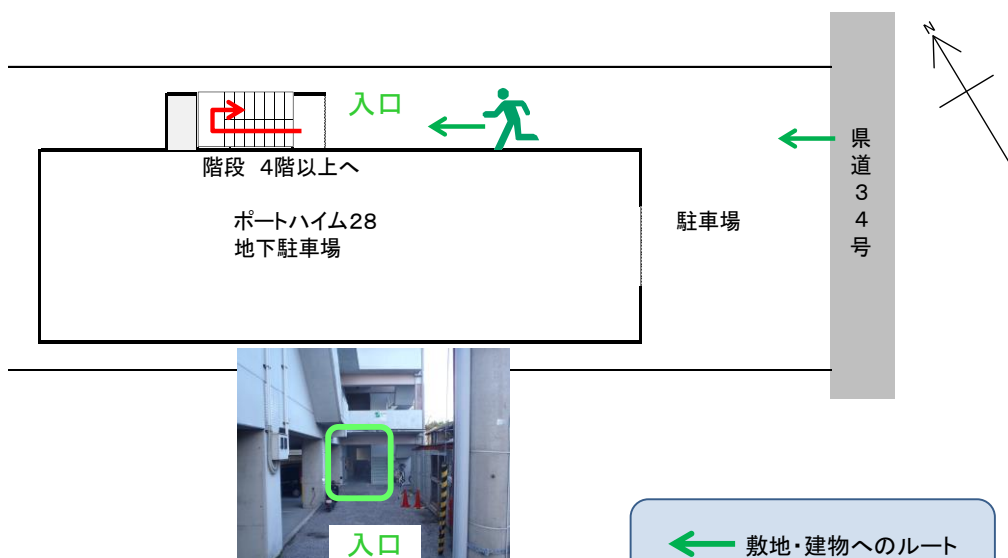 N
入口
階段 4階以上へ
ポートハイム28
地下駐車場
駐車場
県道34号
入口
敷地・建物へのルート